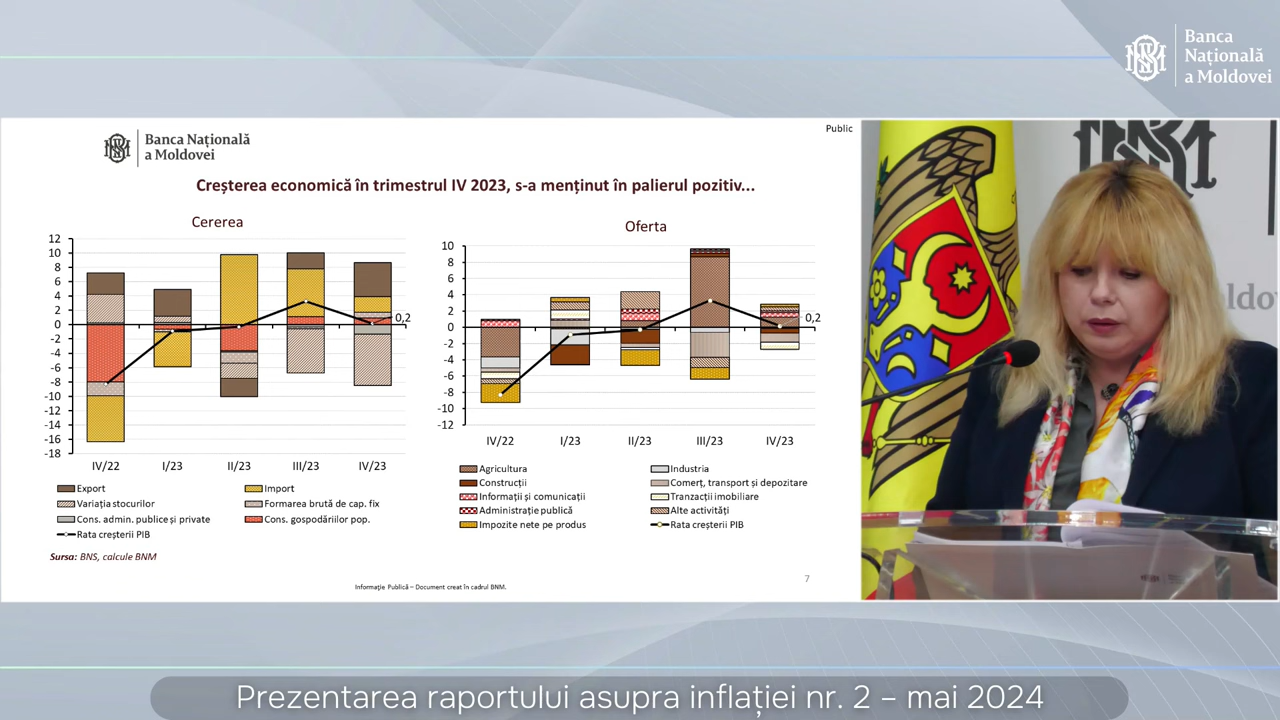 Banca
Națională
a Moldovei
Public
Banca Națională
a Moldovei
Creșterea economică în trimestrul IV 2023, s-a menținut în palierul pozitiv...
Cererea
12
10
8
6
4
2
0
-2
-4
-6
-8
-10
-12
-14
-16
-18
0,2
IV/22 I/23 II/23 III/23 IV/23
Export Import
Variația stocurilor Formarea brută de cap. fix
Cons. admin. publice și private Cons. gospodăriilor pop.
Rata creșterii PIB
Oferta
10
8
6
4
2
0
-2
-4
-6
-8
-10
-12
0,2
IV/22 I/23 II/23 III/23 IV/23
Agricultura Industria
Construcții Comerț, transport și depozitare
Informații și comunicații Tranzacții imobiliare
Administrație publică Alte activități
Impozite nete pe produs Rata creșterii PIB
Sursa: BNS, calcule BNM
7
Informaţie Publică – Document creat în cadrul BNM.
Prezentarea raportului asupra inflației nr. 2 – mai 2024